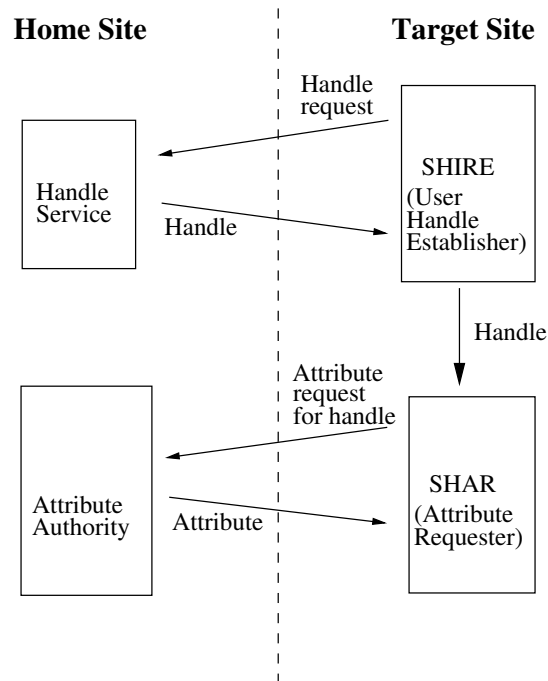 Home Site
Target Site
Handle
request
SHIRE
(User
Handle
Establisher)
Handle
Service
Handle
Handle
Attribute
request
for handle
SHAR
(Attribute
Requester)
Attribute
Authority
Attribute